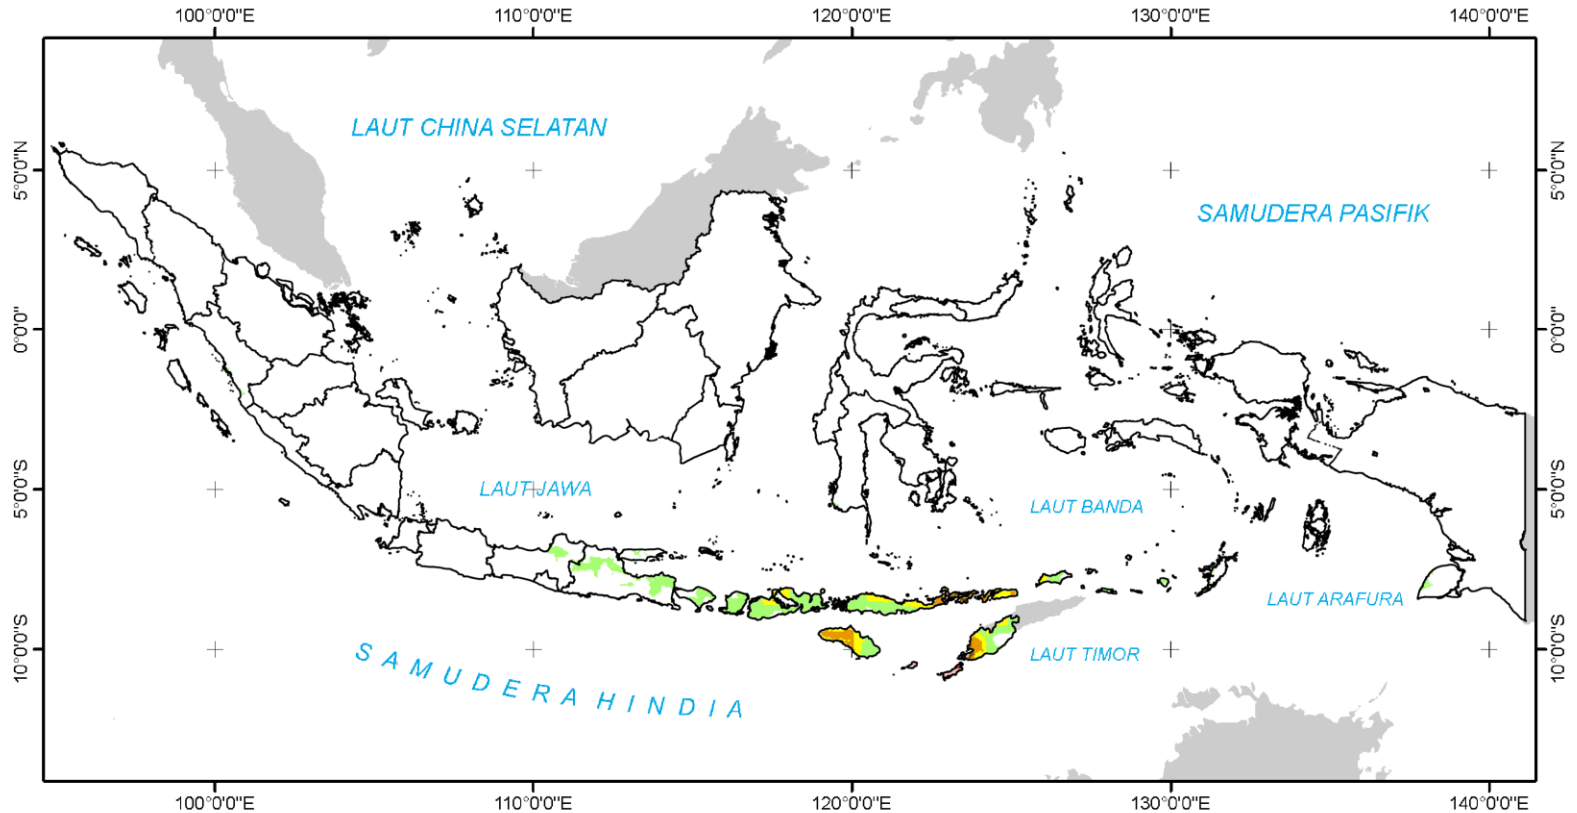 100°0'0"E 110°0'0"E 120°0'0"E 130°0'0"E 140°0'0"E
LAUT CHINA SELATAN
5°0'0"N 5°0'0"N
SAMUDERA PASIFIK
0°0'0" 0°0'0"
LAUT JAWA
5°0'0"S 5°0'0"S
LAUT BANDA
LAUT ARAFURA
10°0'0"S 10°0'0"S
LAUT TIMOR
SAMUDERA HINDIA
100°0'0"E 110°0'0"E 120°0'0"E 130°0'0"E 140°0'0"E